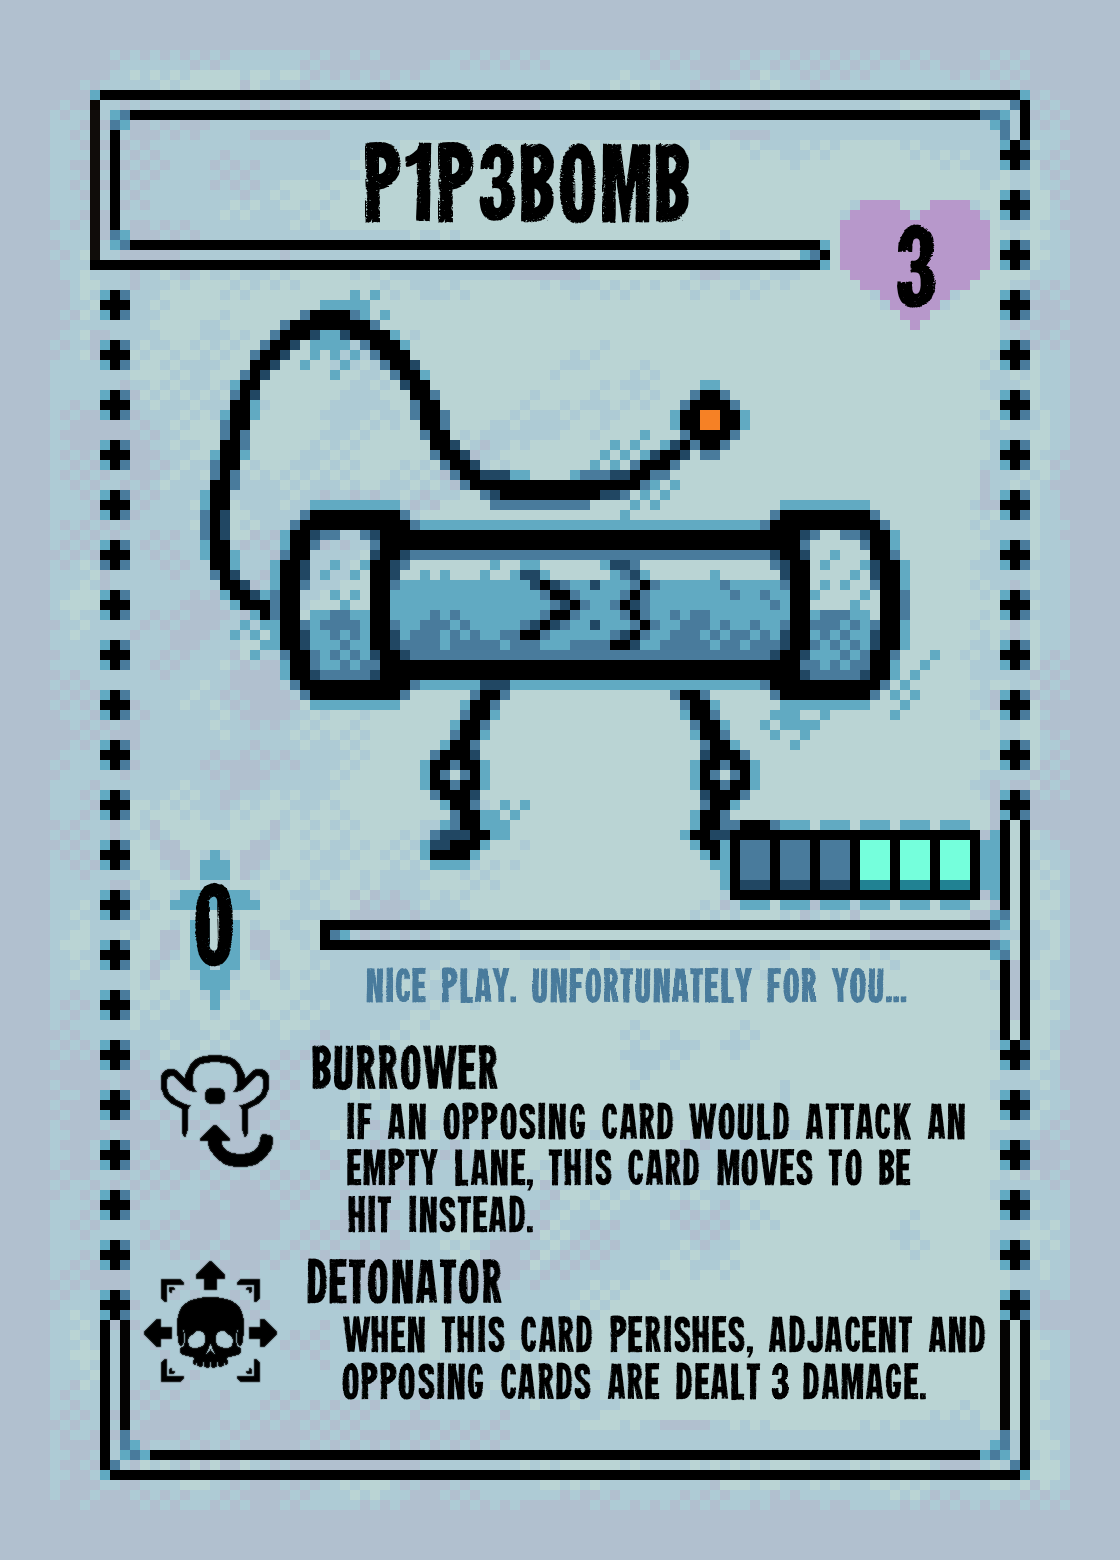 P1P3B0MB
3
0
NICE PLAY. UNFORTUNATELY FOR YOU...
BURROWER
IF AN OPPOSING CARD WOULD ATTACK AN
EMPTY LANE, THIS CARD MOVES TO BE
HIT INSTEAD.
DETONATOR
WHEN THIS CARD PERISHES, ADJACENT AND
OPPOSING CARDS ARE DEALT 3 DAMAGE.